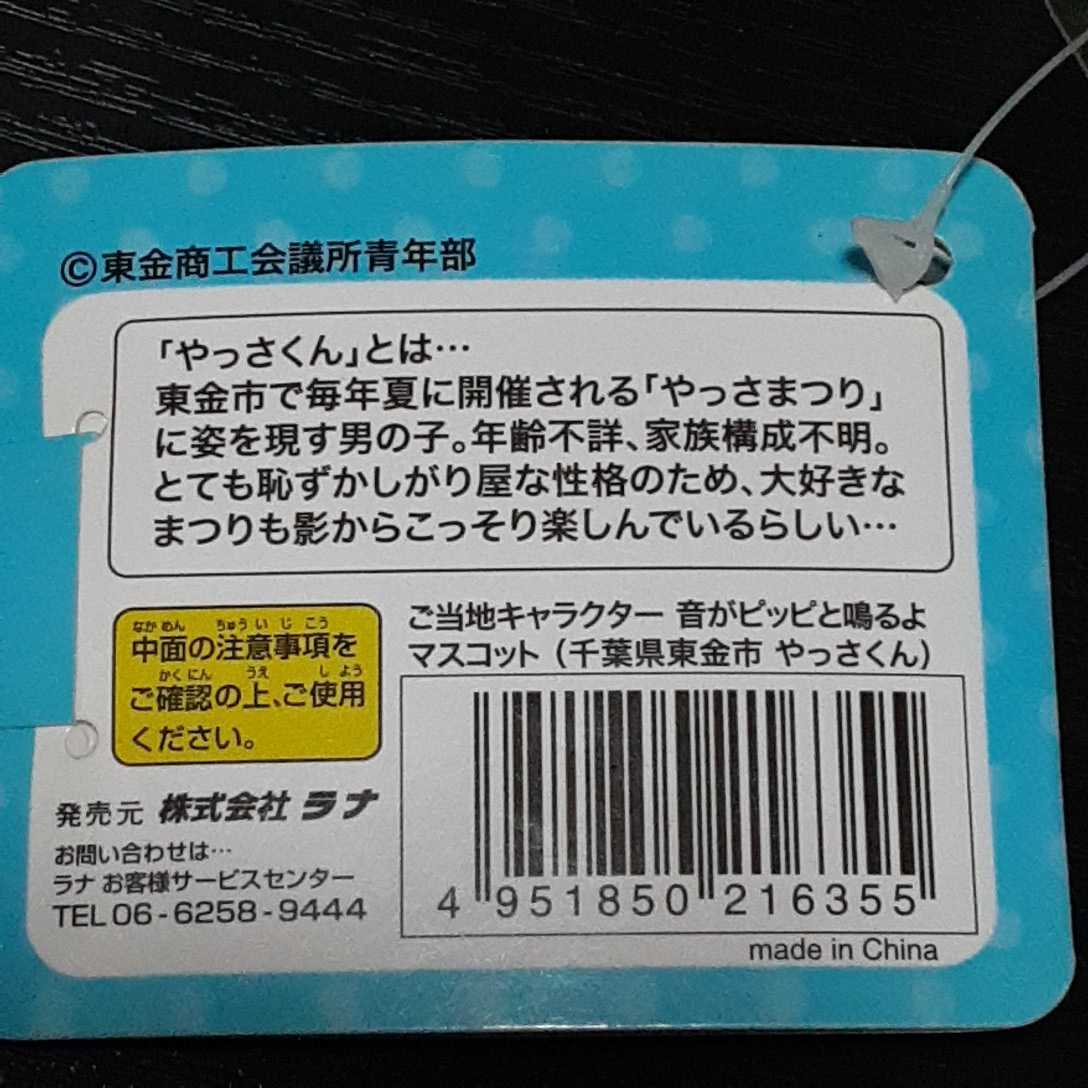 ©東金商工会議所青年部
「やっさくん」とは…
東金市で毎年夏に開催される「やっさまつり」
に姿を現す男の子。年齢不詳、家族構成不明。
とても恥ずかしがり屋な性格のため、大好きな
まつりも影からこっそり楽しんでいるらしい…
なかめん ちゅういじこう
中面の注意事項を
かくにん うえ しよう
ご確認の上、ご使用
ください。
発売元 株式会社 ラナ
お問い合わせは…
ラナ お客様サービスセンター
TEL 06-6258-9444
ご当地キャラクター 音がピッピと鳴るよ
マスコット（千葉県東金市 やっさくん）
4 951850 216355
made in China